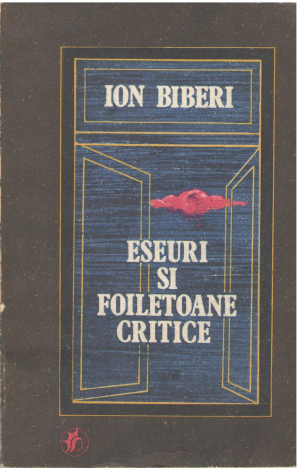 ION BIBERI
ESEURI
SI
FOILETOANE
CRITICE